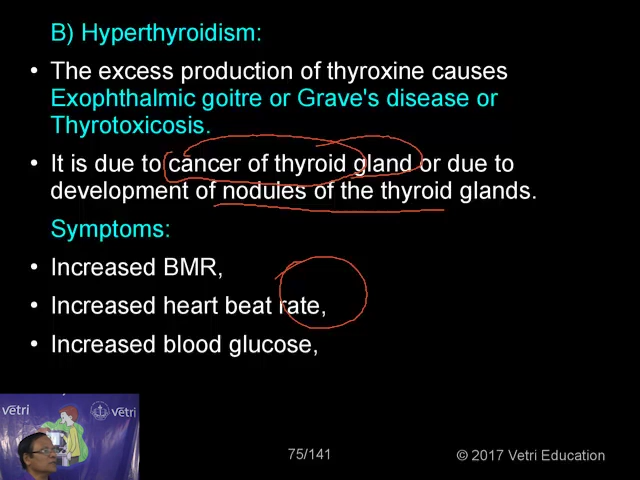 B) Hyperthyroidism:
• The excess production of thyroxine causes
Exophthalmic goitre or Grave's disease or
Thyrotoxicosis.
• It is due to cancer of thyroid gland or due to
development of nodules of the thyroid glands.
Symptoms:
• Increased BMR,
• Increased heart beat rate,
• Increased blood glucose,
vetri
vetri
75/141
© 2017 Vetri Education